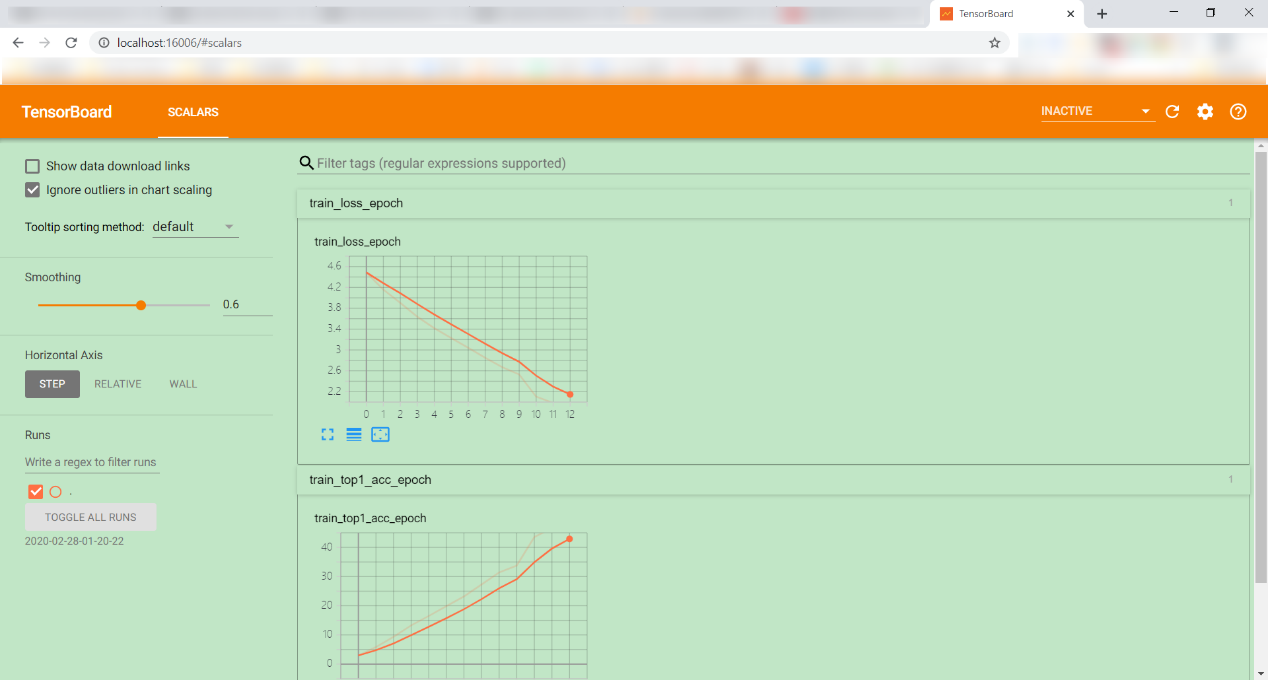 TensorBoard
localhost:16006/#scalars
TensorBoard
SCALARS
INACTIVE
Show data download links
Ignore outliers in chart scaling
Tooltip sorting method: default
Smoothing
0.6
Horizontal Axis
STEP RELATIVE WALL
Runs
Write a regex to filter runs
.
TOGGLE ALL RUNS
2020-02-28-01-20-22
Filter tags (regular expressions supported)
train_loss_epoch 1
train_loss_epoch
4.6
4.2
3.8
3.4
3
2.6
2.2
0 1 2 3 4 5 6 7 8 9 10 11 12
train_top1_acc_epoch 1
train_top1_acc_epoch
40
30
20
10
0